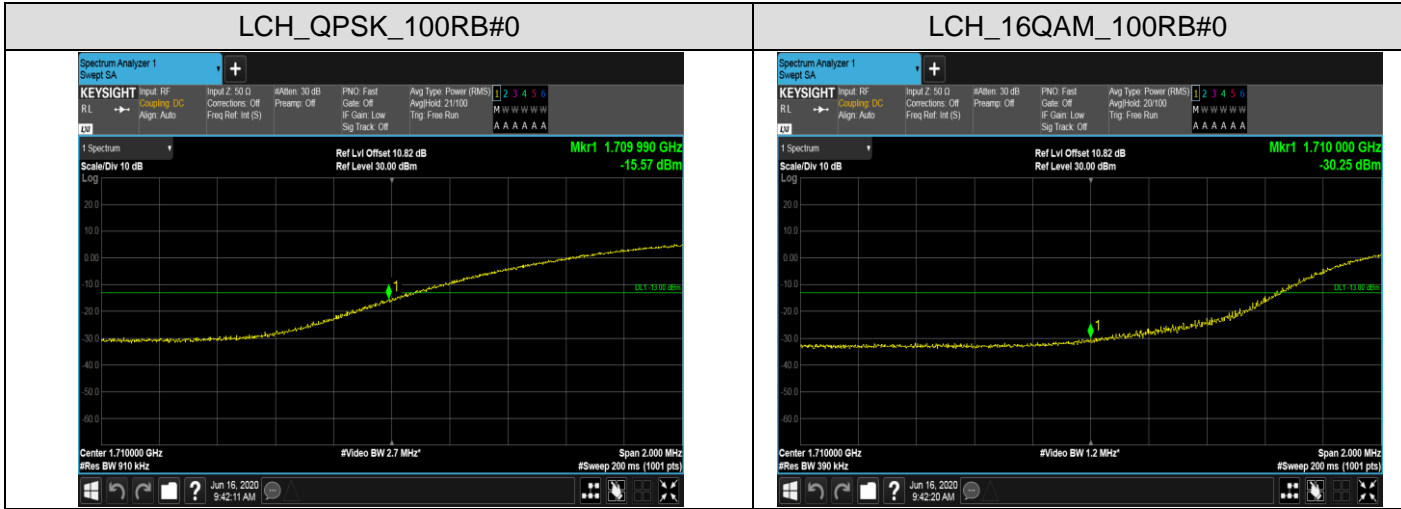 LCH_QPSK_100RB#0
Spectrum Analyzer 1
Swept SA
+
KEYSIGHT
RL
LXI
Input: RF
Coupling: DC
Align: Auto
Input Z: 50 Ω
Corrections: Off
Freq Ref: Int (S)
#Atten: 30 dB
Preamp: Off
PNO: Fast
Gate: Off
IF Gain: Low
Sig Track: Off
Avg Type: Power (RMS)
Avg|Hold: 21/100
Trig: Free Run
1 2 3 4 5 6
M W W W W W
A A A A A A
1 Spectrum
Scale/Div 10 dB
Log
Ref Lvl Offset 10.82 dB
Ref Level 30.00 dBm
Mkr1 1.709 990 GHz
-15.57 dBm
20.0
10.0
0.00
-10.0
-20.0
-30.0
-40.0
-50.0
-60.0
1
DL1 -13.00 dBm
Center 1.710000 GHz
#Res BW 910 kHz
#Video BW 2.7 MHz*
Span 2.000 MHz
#Sweep 200 ms (1001 pts)
?
Jun 16, 2020
9:42:11 AM
LCH_16QAM_100RB#0
Spectrum Analyzer 1
Swept SA
+
KEYSIGHT
RL
LXI
Input: RF
Coupling: DC
Align: Auto
Input Z: 50 Ω
Corrections: Off
Freq Ref: Int (S)
#Atten: 30 dB
Preamp: Off
PNO: Fast
Gate: Off
IF Gain: Low
Sig Track: Off
Avg Type: Power (RMS)
Avg|Hold: 20/100
Trig: Free Run
1 2 3 4 5 6
M W W W W W
A A A A A A
1 Spectrum
Scale/Div 10 dB
Log
Ref Lvl Offset 10.82 dB
Ref Level 30.00 dBm
Mkr1 1.710 000 GHz
-30.25 dBm
20.0
10.0
0.00
-10.0
-20.0
-30.0
-40.0
-50.0
-60.0
1
DL1 -13.00 dBm
Center 1.710000 GHz
#Res BW 390 kHz
#Video BW 1.2 MHz*
Span 2.000 MHz
#Sweep 200 ms (1001 pts)
?
Jun 16, 2020
9:42:20 AM